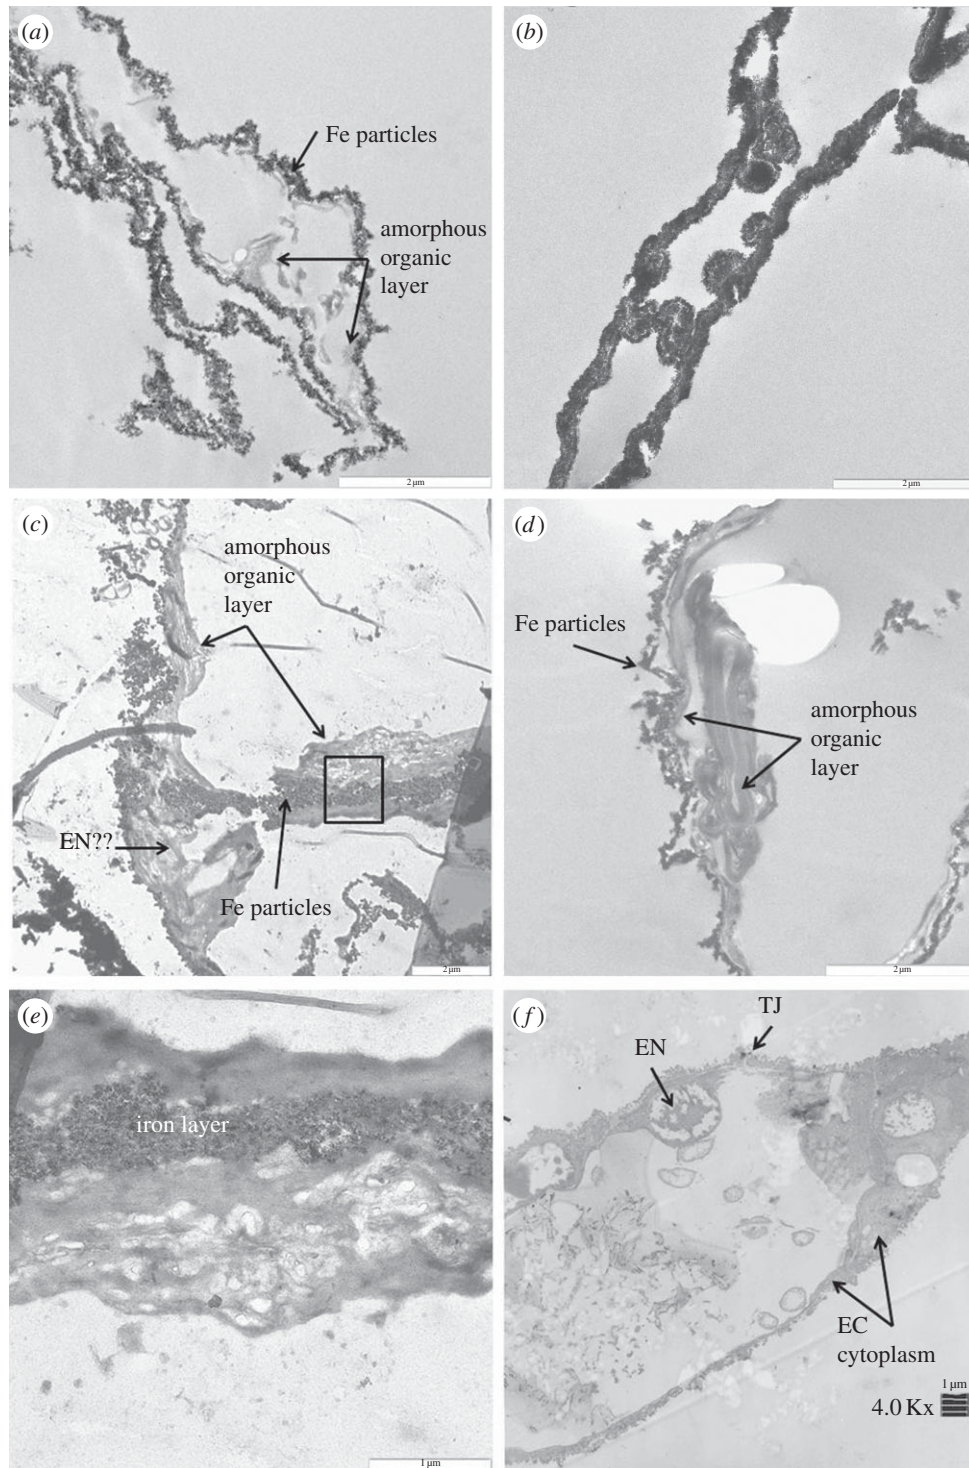 (a)
Fe particles
amorphous
organic
layer
2 µm
(b)
2 µm
(c)
amorphous
organic
layer
EN??
Fe particles
2 µm
(d)
Fe particles
amorphous
organic
layer
2 µm
(e)
iron layer
1 µm
(f)
TJ
EN
EC
cytoplasm
1 µm
4.0 Kx